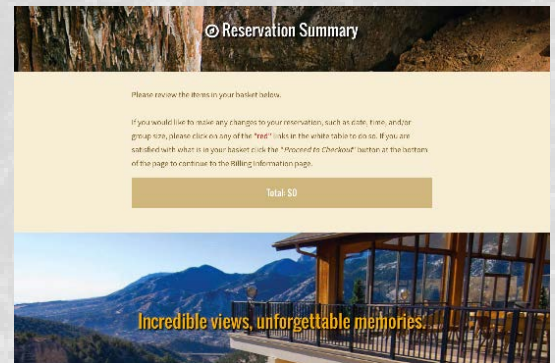 Reservation Summary
Please review the items in your basket below.
If you would like to make any changes to your reservation, such as date, time, and/or
group size, please click on any of the "red" links in the white table to do so. If you are
satisfied with what is in your basket click the "Proceed to Checkout" button at the bottom
of the page to continue to the Billing Information page.
Total: $0
Incredible views, unforgettable memories.